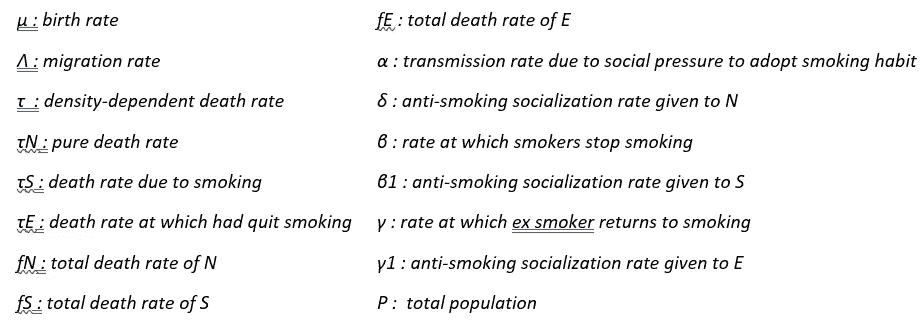 μ : birth rate
Λ : migration rate
τ : density-dependent death rate
τN : pure death rate
τS : death rate due to smoking
τE : death rate at which had quit smoking
fN : total death rate of N
fS : total death rate of S
fE : total death rate of E
α : transmission rate due to social pressure to adopt smoking habit
δ : anti-smoking socialization rate given to N
β : rate at which smokers stop smoking
β1 : anti-smoking socialization rate given to S
γ : rate at which ex smoker returns to smoking
γ1 : anti-smoking socialization rate given to E
P : total population